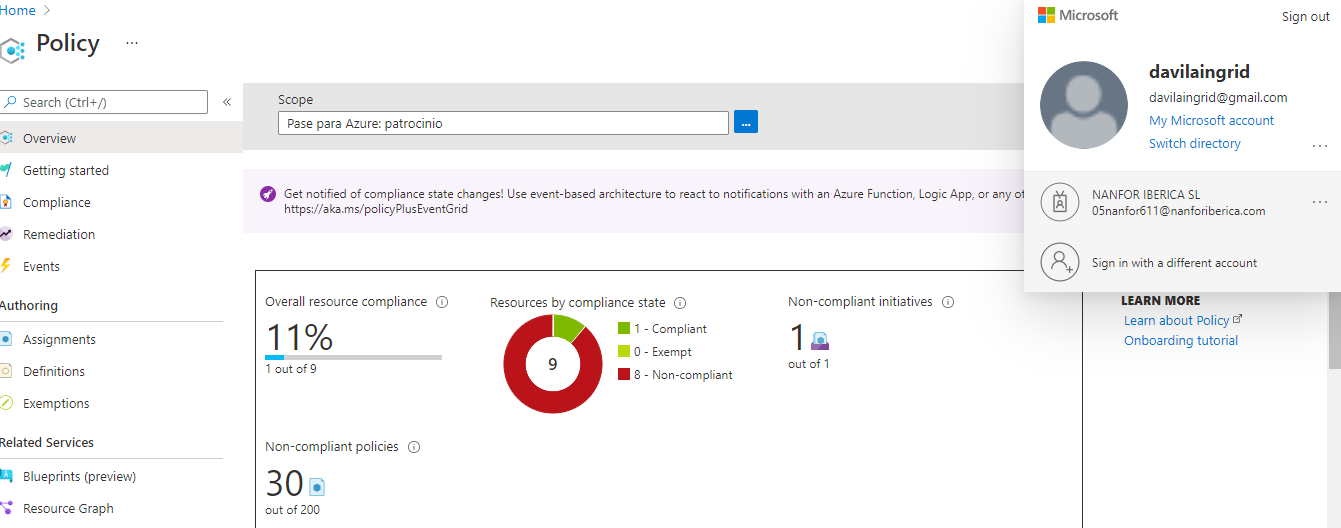 Home >
Policy ...
Search (Ctrl+/) «
Overview
Getting started
Compliance
Remediation
Events
Authoring
Assignments
Definitions
Exemptions
Related Services
Blueprints (preview)
Resource Graph
Scope
Pase para Azure: patrocinio
...
Get notified of compliance state changes! Use event-based architecture to react to notifications with an Azure Function, Logic App, or any
https://aka.ms/policyPlusEventGrid
Overall resource compliance
11%
1 out of 9
Resources by compliance state
9
1 - Compliant
0 - Exempt
8 - Non-compliant
Non-compliant initiatives
1
out of 1
Non-compliant policies
30
out of 200
Microsoft
Sign out
davilaingrid
davilaingrid@gmail.com
My Microsoft account
Switch directory
...
NANFOR IBERICA SL
05nanfor611@nanforiberica.com
...
Sign in with a different account
LEARN MORE
Learn about Policy
Onboarding tutorial